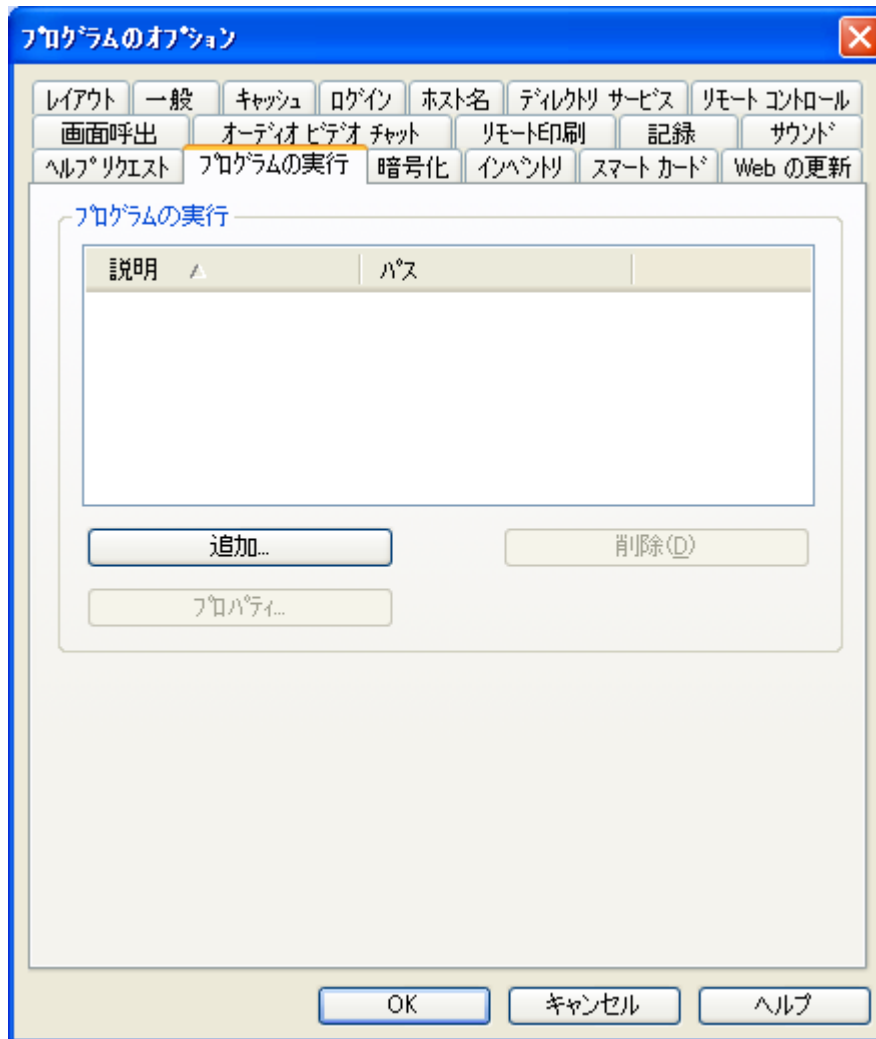 プログラムのオプション
レイアウト 一般 キャッシュ ログイン ホスト名 ディレクトリ サービス リモート コントロール
画面呼出 オーディオ ビデオ チャット リモート印刷 記録 サウンド
ヘルプ リクエスト プログラムの実行 暗号化 インベントリ スマート カード Web の更新
プログラムの実行
説明 パス
追加... 削除(D)
プロパティ...
OK キャンセル ヘルプ